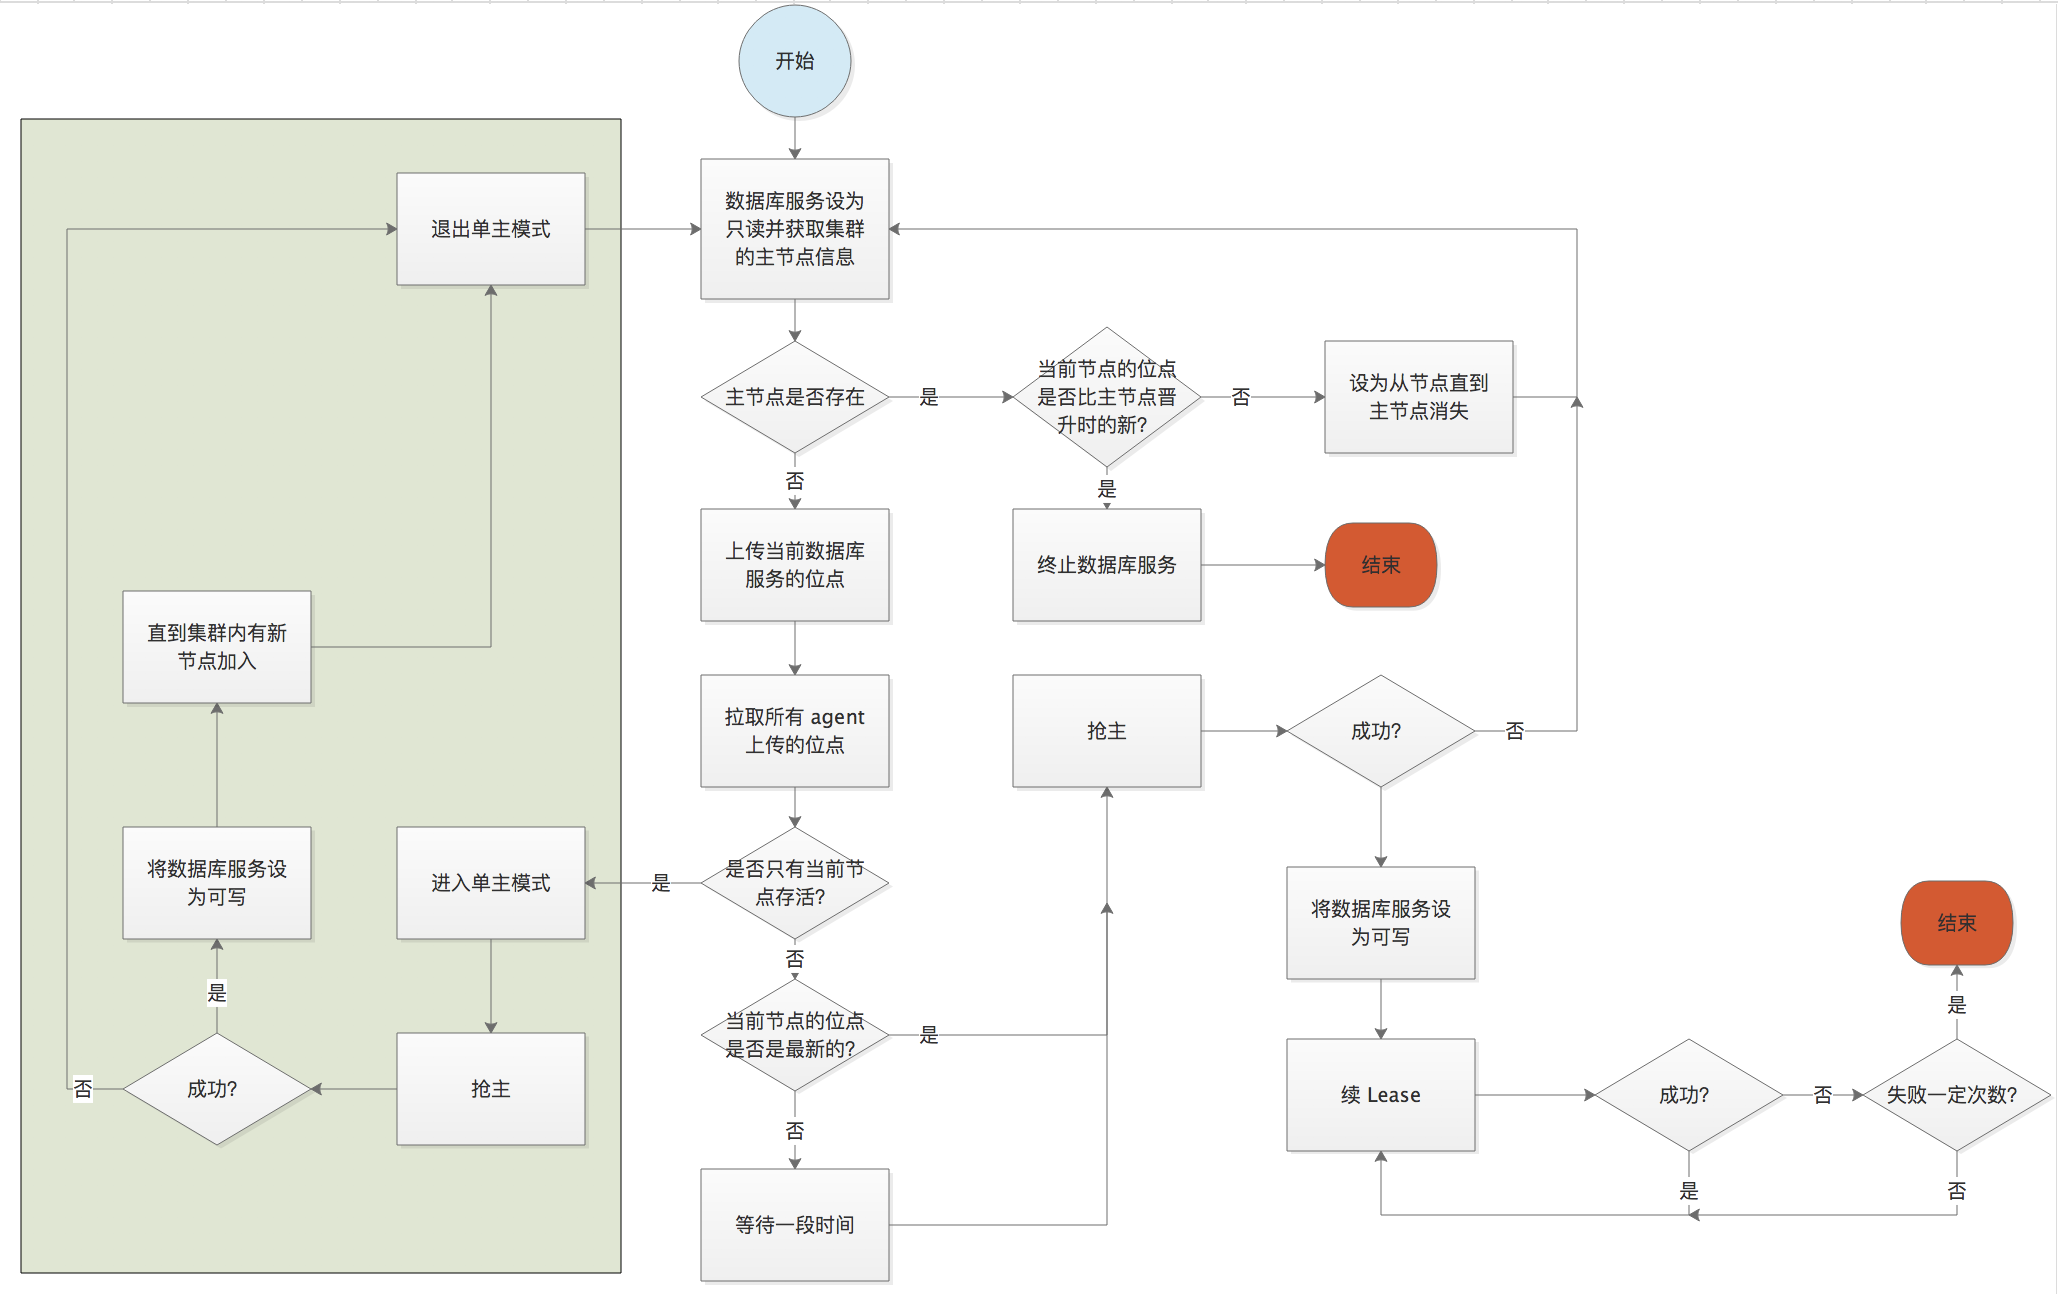 开始
退出单主模式
数据库服务设为
只读并获取集群
的主节点信息
主节点是否存在
是
当前节点的位点
是否比主节点晋
升时的新?
否
设为从节点直到
主节点消失
否
是
上传当前数据库
服务的位点
终止数据库服务
结束
直到集群内有新
节点加入
拉取所有 agent
上传的位点
抢主
成功?
否
将数据库服务设
为可写
进入单主模式
是
是否只有当前节
点存活?
将数据库服务设
为可写
结束
否
是
是
当前节点的位点
是否是最新的?
是
否
成功?
抢主
续 Lease
成功?
否
失败一定次数?
否
是
否
等待一段时间